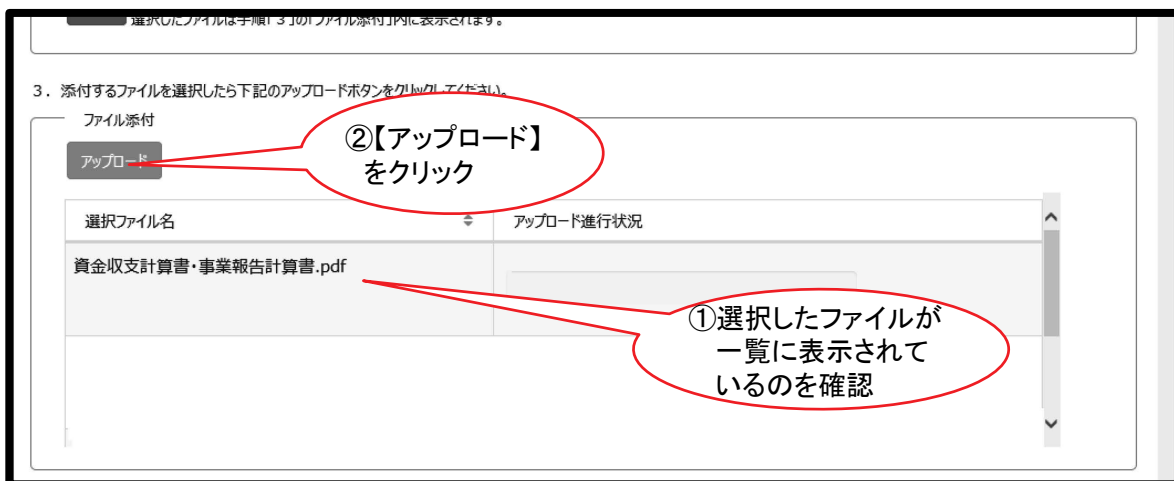 選択したファイルは手順「3」の「ファイル添付」内に表示されます。
3. 添付するファイルを選択したら下記のアップロードボタンをクリックしてください。
ファイル添付
アップロード
②【アップロード】
をクリック
選択ファイル名
アップロード進行状況
資金収支計算書・事業報告計算書.pdf
①選択したファイルが
一覧に表示されて
いるのを確認